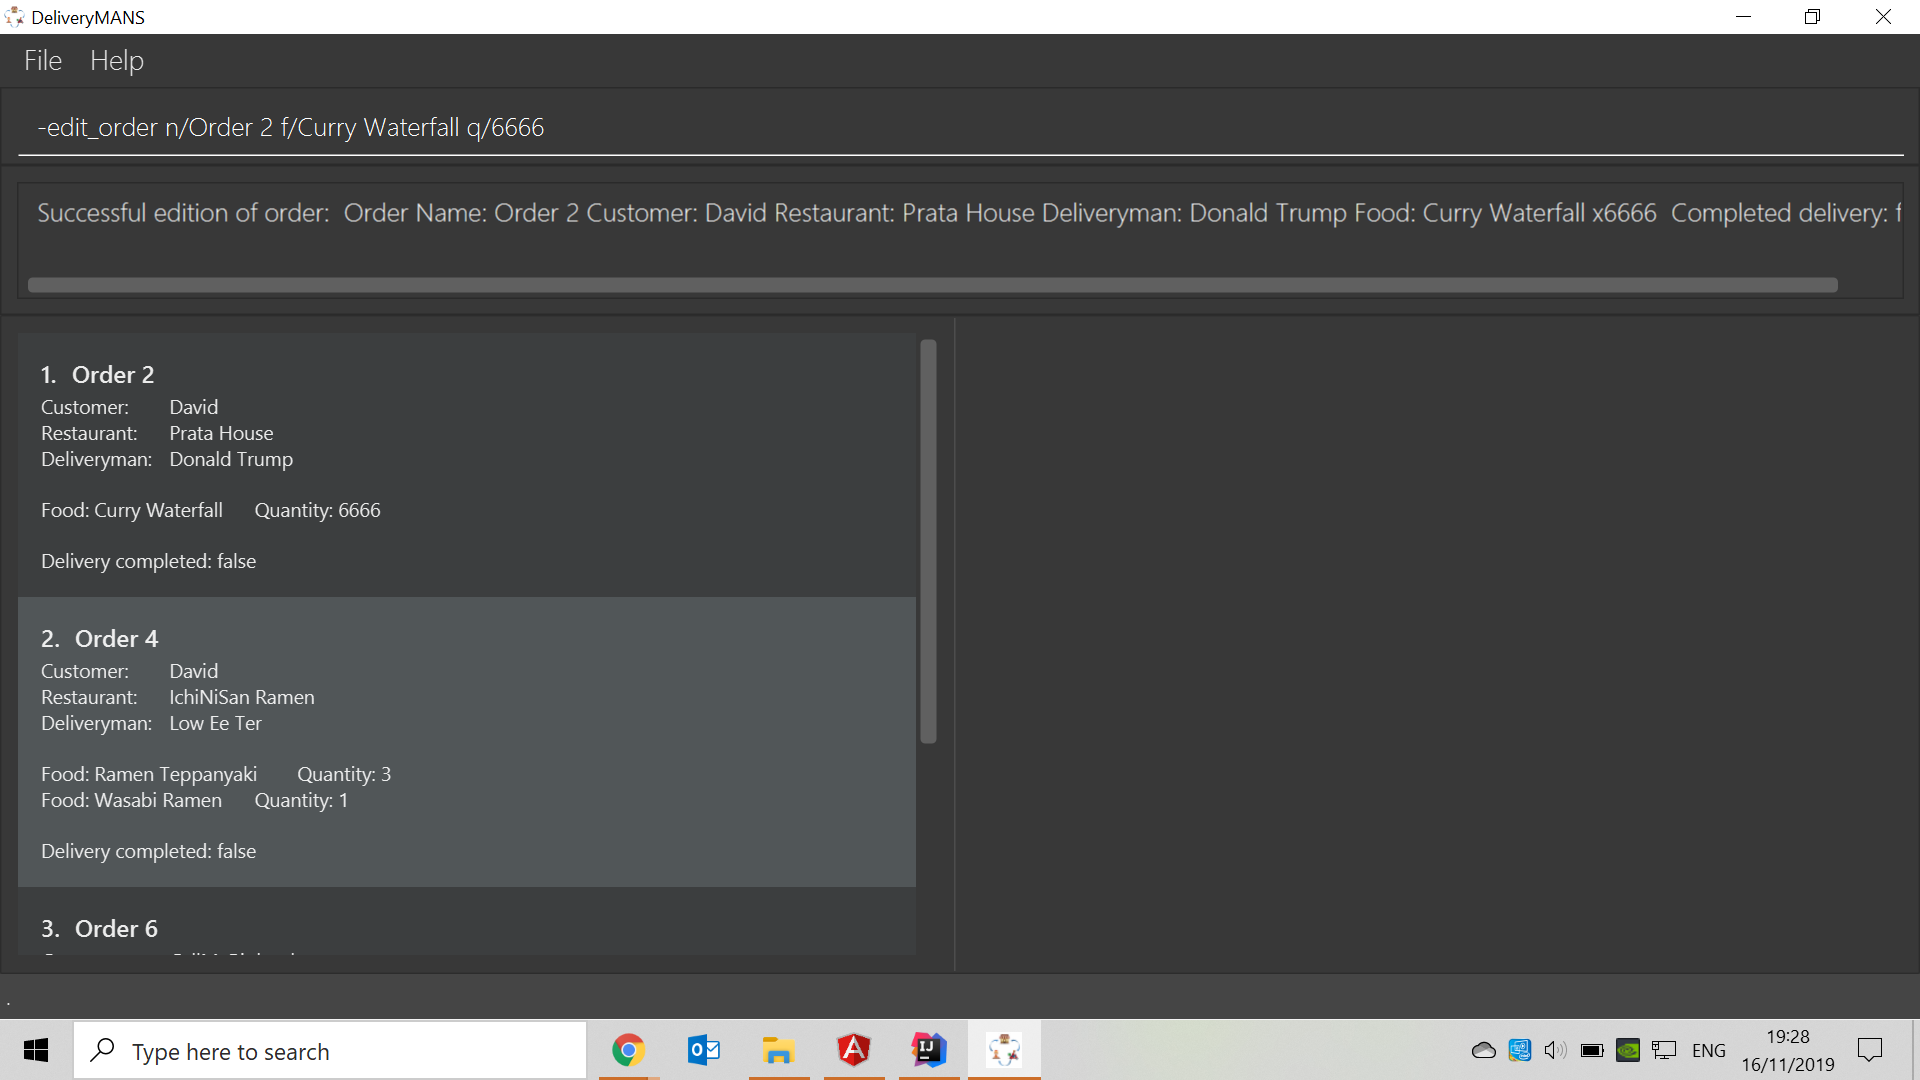 DeliveryMANS
File Help
-edit_order n/Order 2 f/Curry Waterfall q/6666
Successful edition of order:  Order Name: Order 2 Customer: David Restaurant: Prata House Deliveryman: Donald Trump Food: Curry Waterfall x6666  Completed delivery: f
1. Order 2
Customer: David
Restaurant: Prata House
Deliveryman: Donald Trump
Food: Curry Waterfall Quantity: 6666
Delivery completed: false
2. Order 4
Customer: David
Restaurant: IchiNiSan Ramen
Deliveryman: Low Ee Ter
Food: Ramen Teppanyaki Quantity: 3
Food: Wasabi Ramen Quantity: 1
Delivery completed: false
3. Order 6
.
Type here to search
ENG
19:28
16/11/2019